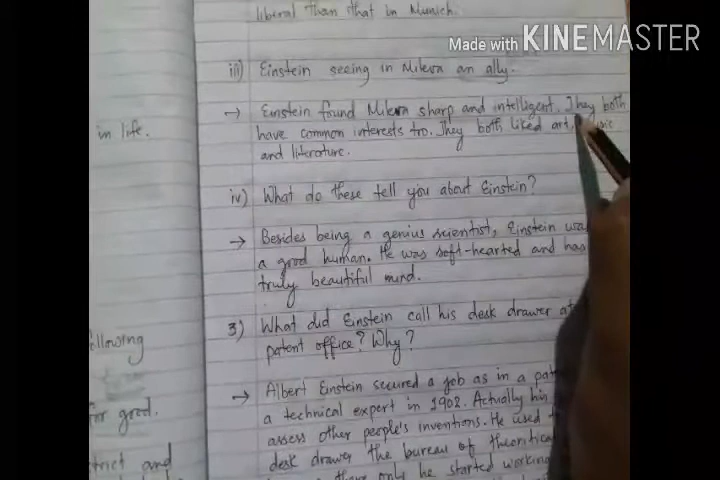 liberal than that in Munich.
Made with KINEMASTER
iii) Einstein seeing in Mileva an ally.
→ Einstein found Mileva sharp and intelligent. They both
in life.
have common interests too. They both liked art,
and literature.
iv) What do these tell you about Einstein?
→ Besides being a genius scientist, Einstein was
a good human. He was soft-hearted and has
truly beautiful mind.
3) What did Einstein call his desk drawer at
patent office? Why?
→ Albert Einstein secured a job as in a
for good.
a technical expert in 1902. Actually his
assess other people's inventions. He used
desk drawer the bureau of theoritical
only he started working
and